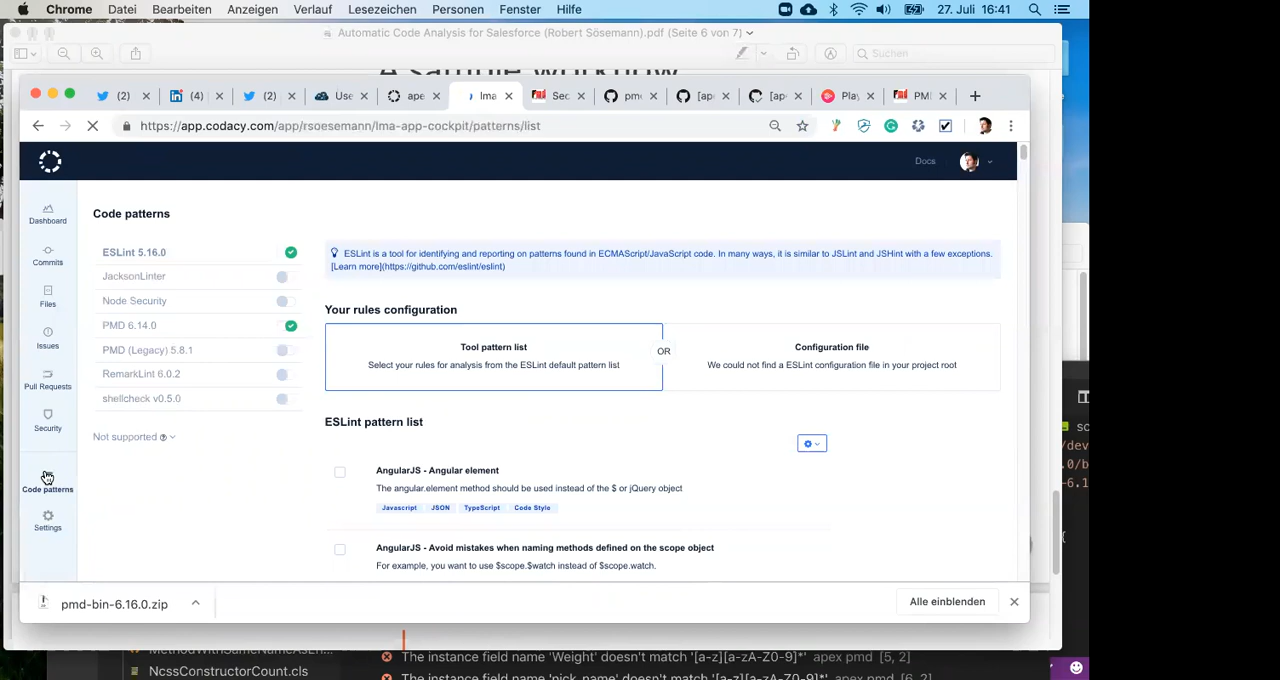 Chrome Datei Bearbeiten Anzeigen Verlauf Lesezeichen Personen Fenster Hilfe 27. Juli 16:41
Automatic Code Analysis for Salesforce (Robert Sösemann).pdf (Seite 6 von 7)
Suchen
A sample workflow
(2) (4) (2) Use ape lma Sec pmd [ap [ap Play PMD
https://app.codacy.com/app/rsoesemann/lma-app-cockpit/patterns/list
Docs
Dashboard
Commits
Files
Issues
Pull Requests
Security
Code patterns
Settings
Code patterns
ESLint 5.16.0
JacksonLinter
Node Security
PMD 6.14.0
PMD (Legacy) 5.8.1
RemarkLint 6.0.2
shellcheck v0.5.0
Not supported
ESLint is a tool for identifying and reporting on patterns found in ECMAScript/JavaScript code. In many ways, it is similar to JSLint and JSHint with a few exceptions.
[Learn more](https://github.com/eslint/eslint)
Your rules configuration
Tool pattern list
Select your rules for analysis from the ESLint default pattern list
OR
Configuration file
We could not find a ESLint configuration file in your project root
ESLint pattern list
AngularJS - Angular element
The angular.element method should be used instead of the $ or jQuery object
Javascript JSON TypeScript Code Style
AngularJS - Avoid mistakes when naming methods defined on the scope object
For example, you want to use $scope.$watch instead of $scope.watch.
pmd-bin-6.16.0.zip
Alle einblenden
sc
/dev
.0/b
-6.1
{
MethodWithSameNameAsEn...
NcssConstructorCount.cls
The instance field name 'Weight' doesn't match '[a-z][a-zA-Z0-9]*' apex pmd [5, 2]
The instance field name 'nick_name' doesn't match '[a-z][a-zA-Z0-9]*' apex pmd [6, 2]